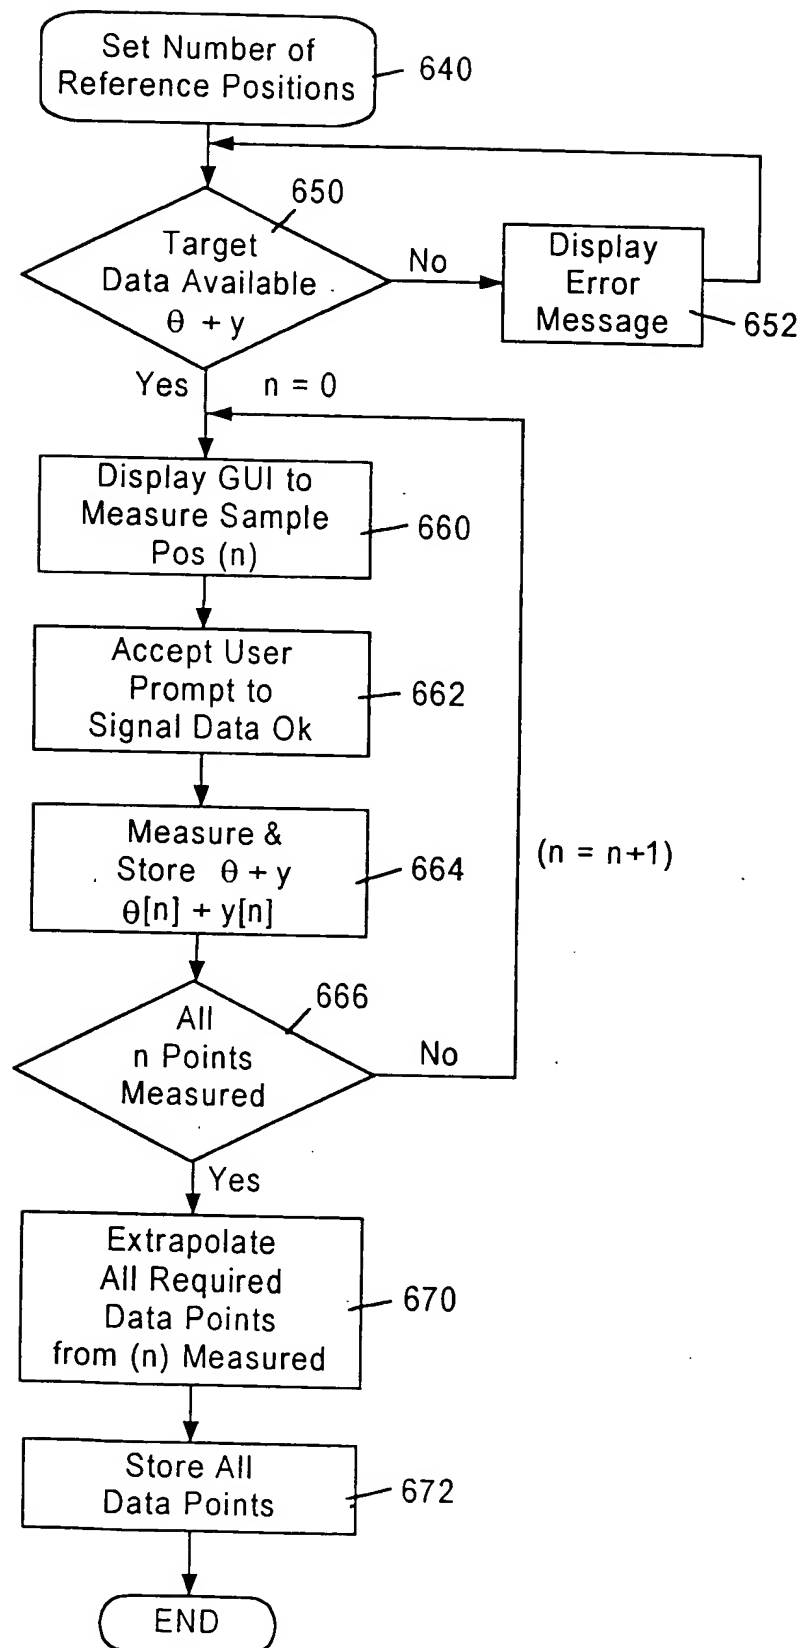 Set Number of
Reference Positions
640
650
Target
Data Available
θ + y
No
Display
Error
Message
652
Yes
n = 0
Display GUI to
Measure Sample
Pos (n)
660
Accept User
Prompt to
Signal Data Ok
662
Measure &
Store θ + y
θ[n] + y[n]
664
(n = n+1)
666
All
n Points
Measured
No
Yes
Extrapolate
All Required
Data Points
from (n) Measured
670
Store All
Data Points
672
END